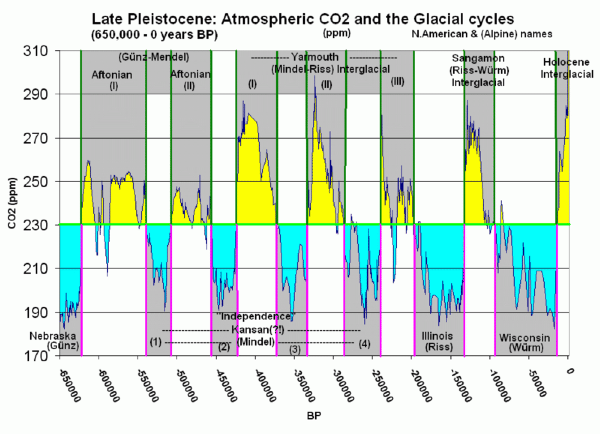 Late Pleistocene: Atmospheric CO2 and the Glacial cycles
(650,000 - 0 years BP) (ppm) N.American & (Alpine) names
310
290
270
250
230
210
190
170
CO2 (ppm)
(Günz-Mendel)
Aftonian
(I)
Aftonian
(II)
Yarmouth
(Mindel-Riss) Interglacial
(I)
(II)
(III)
Sangamon
(Riss-Würm)
Interglacial
Holocene
Interglacial
Nebraska
(Günz)
"Independence,
Kansan(?!)
(Mindel)
(1)
(2)
(3)
(4)
Illinois
(Riss)
Wisconsin
(Würm)
-650000
-600000
-550000
-500000
-450000
-400000
-350000
-300000
-250000
-200000
-150000
-100000
-50000
0
BP